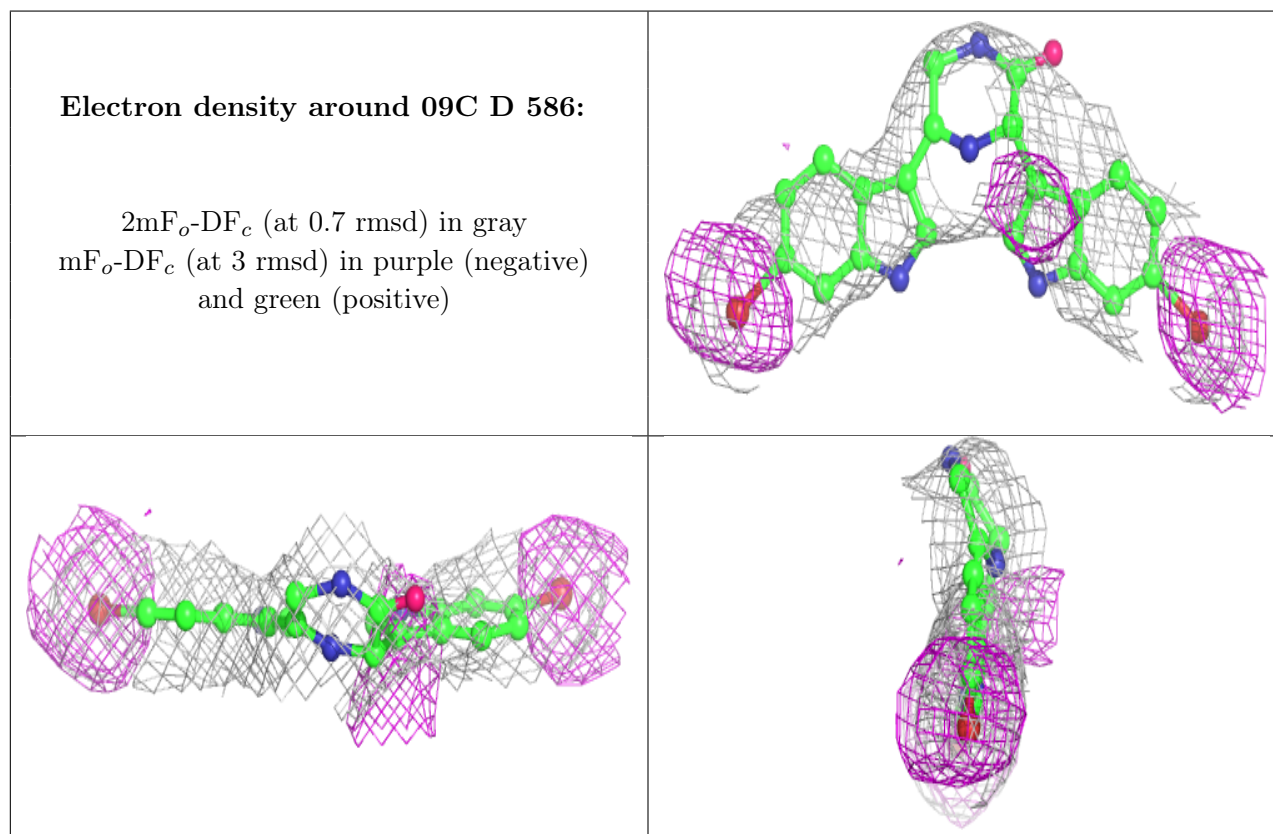 Electron density around 09C D 586:
2mFo-DFc (at 0.7 rmsd) in gray
mFo-DFc (at 3 rmsd) in purple (negative)
and green (positive)